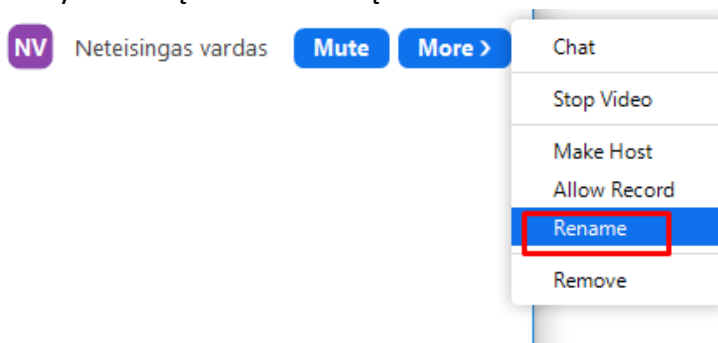 NV Neteisingas vardas Mute More >
Chat
Stop Video
Make Host
Allow Record
Rename
Remove